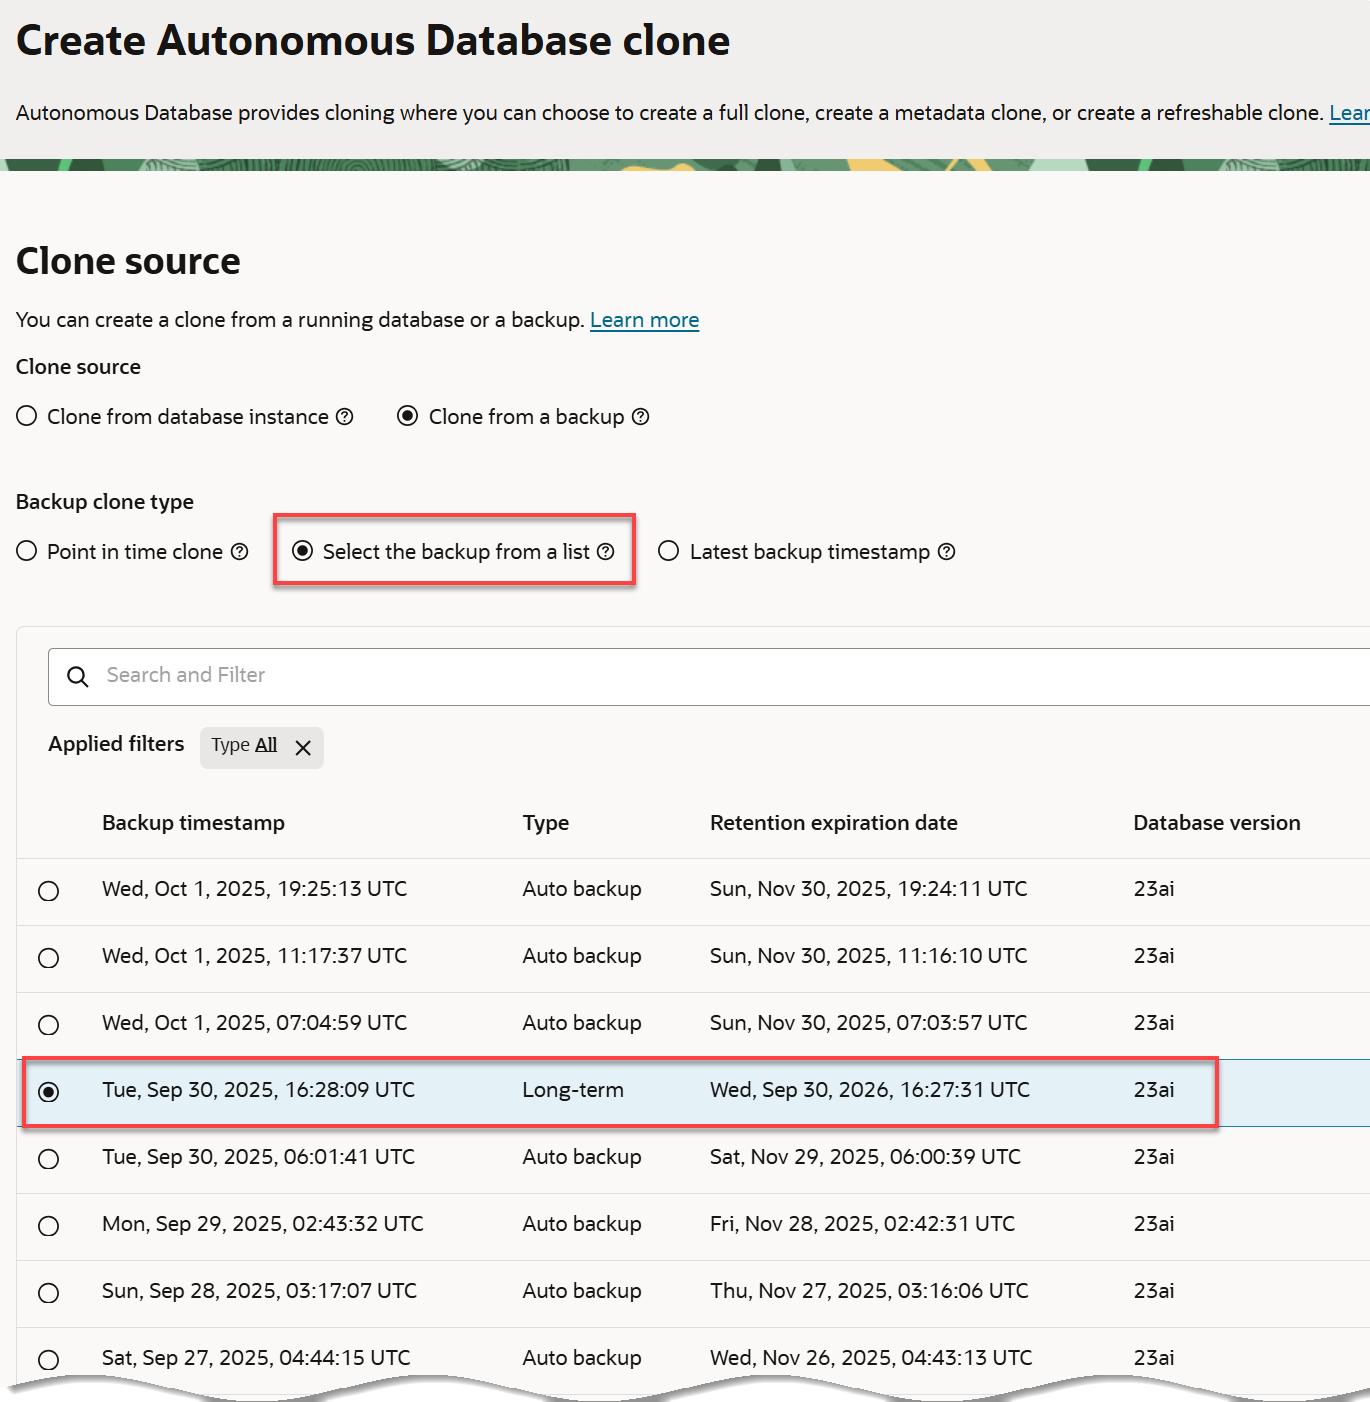 Create Autonomous Database clone
Autonomous Database provides cloning where you can choose to create a full clone, create a metadata clone, or create a refreshable clone. Lear
Clone source
You can create a clone from a running database or a backup. Learn more
Clone source
Clone from database instance Clone from a backup
Backup clone type
Point in time clone Select the backup from a list Latest backup timestamp
Search and Filter
Applied filters Type All
Backup timestamp Type Retention expiration date Database version
Wed, Oct 1, 2025, 19:25:13 UTC Auto backup Sun, Nov 30, 2025, 19:24:11 UTC 23ai
Wed, Oct 1, 2025, 11:17:37 UTC Auto backup Sun, Nov 30, 2025, 11:16:10 UTC 23ai
Wed, Oct 1, 2025, 07:04:59 UTC Auto backup Sun, Nov 30, 2025, 07:03:57 UTC 23ai
Tue, Sep 30, 2025, 16:28:09 UTC Long-term Wed, Sep 30, 2026, 16:27:31 UTC 23ai
Tue, Sep 30, 2025, 06:01:41 UTC Auto backup Sat, Nov 29, 2025, 06:00:39 UTC 23ai
Mon, Sep 29, 2025, 02:43:32 UTC Auto backup Fri, Nov 28, 2025, 02:42:31 UTC 23ai
Sun, Sep 28, 2025, 03:17:07 UTC Auto backup Thu, Nov 27, 2025, 03:16:06 UTC 23ai
Sat, Sep 27, 2025, 04:44:15 UTC Auto backup Wed, Nov 26, 2025, 04:43:13 UTC 23ai